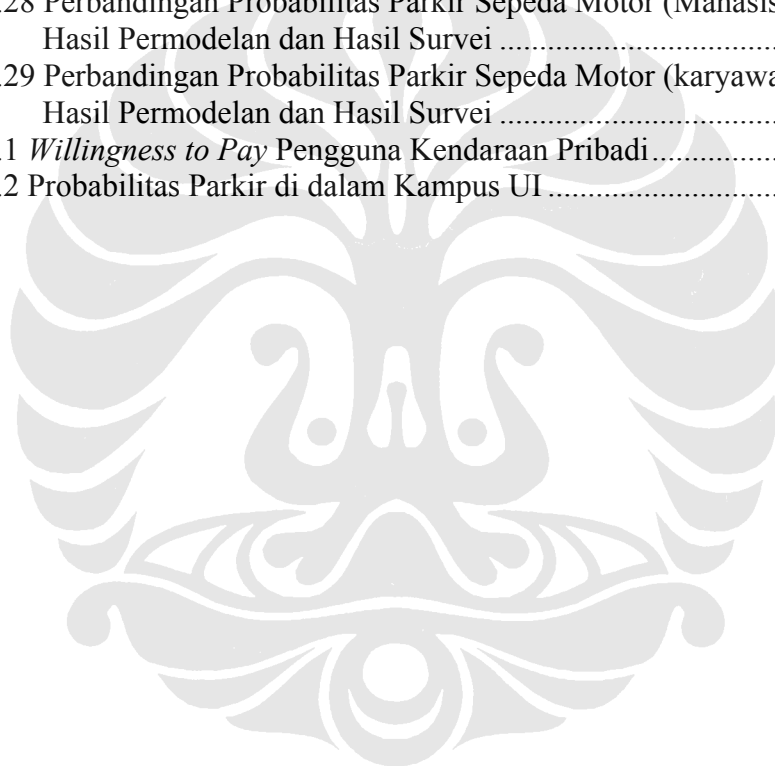 .28 Perbandingan Probabilitas Parkir Sepeda Motor (Mahasis
Hasil Permodelan dan Hasil Survei ....................................
.29 Perbandingan Probabilitas Parkir Sepeda Motor (karyawa
Hasil Permodelan dan Hasil Survei ....................................
.1 Willingness to Pay Pengguna Kendaraan Pribadi................
.2 Probabilitas Parkir di dalam Kampus UI .............................